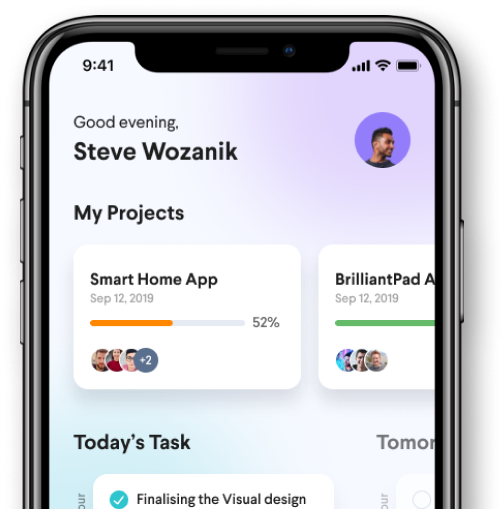 9:41
Good evening,
Steve Wozanik
My Projects
Smart Home App
Sep 12, 2019
52%
+2
BrilliantPad A
Sep 12, 2019
Today's Task
Tomor
our
Finalising the Visual design
our